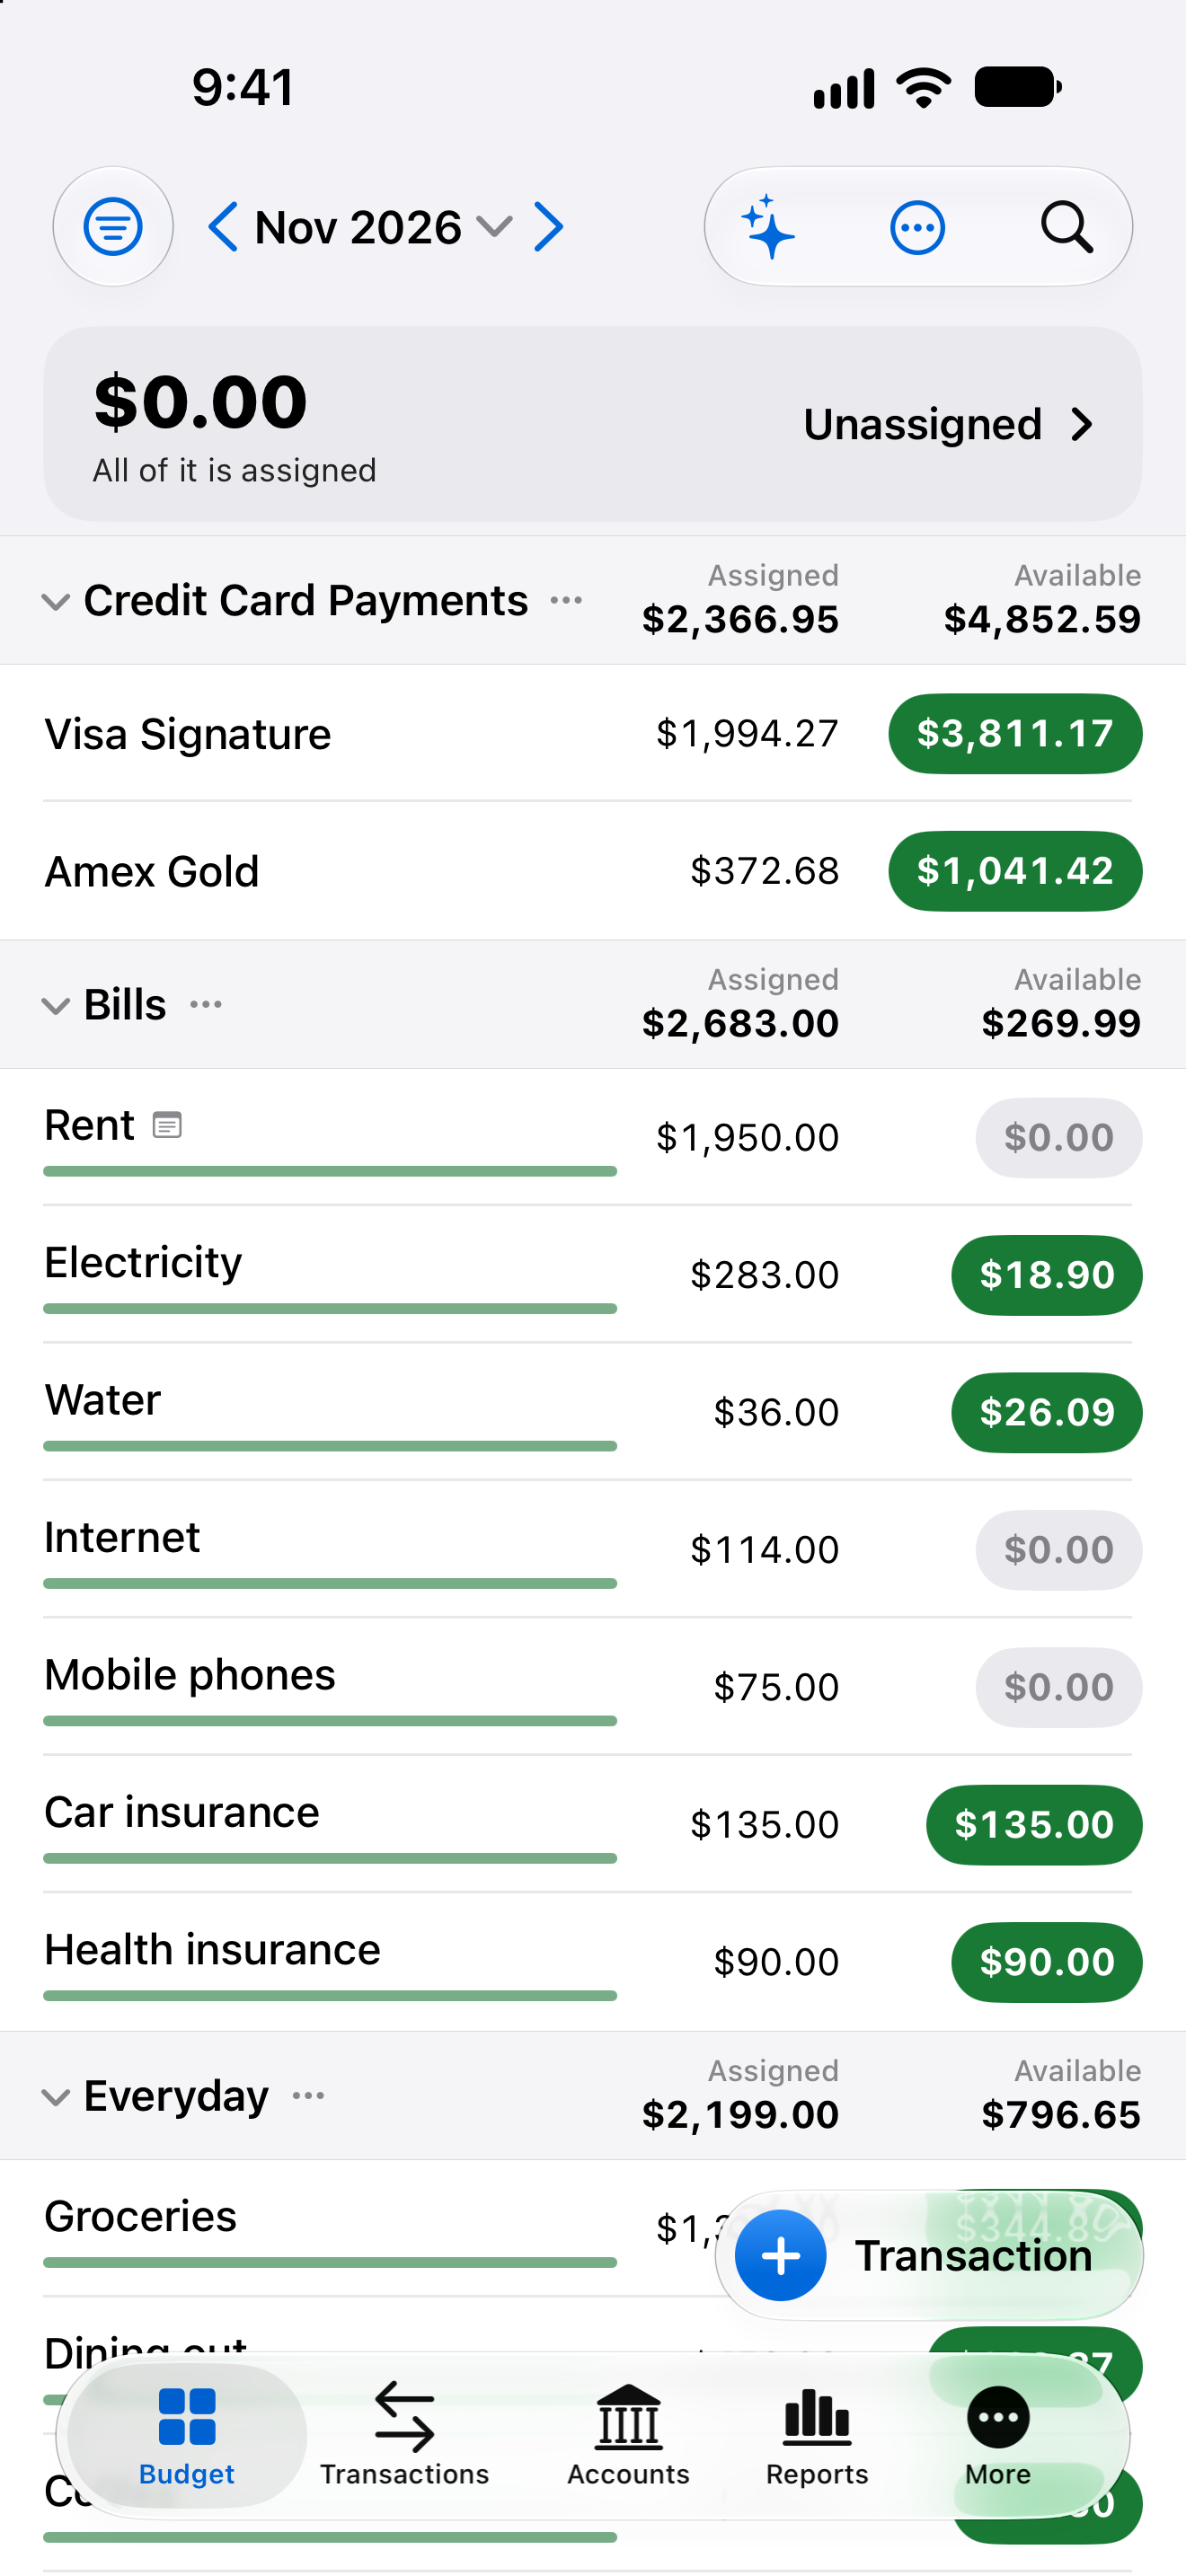 9:41
Nov 2026
$0.00
All of it is assigned
Unassigned
Credit Card Payments
Assigned
$2,366.95
Available
$4,852.59
Visa Signature
$1,994.27
$3,811.17
Amex Gold
$372.68
$1,041.42
Bills
Assigned
$2,683.00
Available
$269.99
Rent
$1,950.00
$0.00
Electricity
$283.00
$18.90
Water
$36.00
$26.09
Internet
$114.00
$0.00
Mobile phones
$75.00
$0.00
Car insurance
$135.00
$135.00
Health insurance
$90.00
$90.00
Everyday
Assigned
$2,199.00
Available
$796.65
Groceries
Transaction
Dining out
Budget
Transactions
Accounts
Reports
More